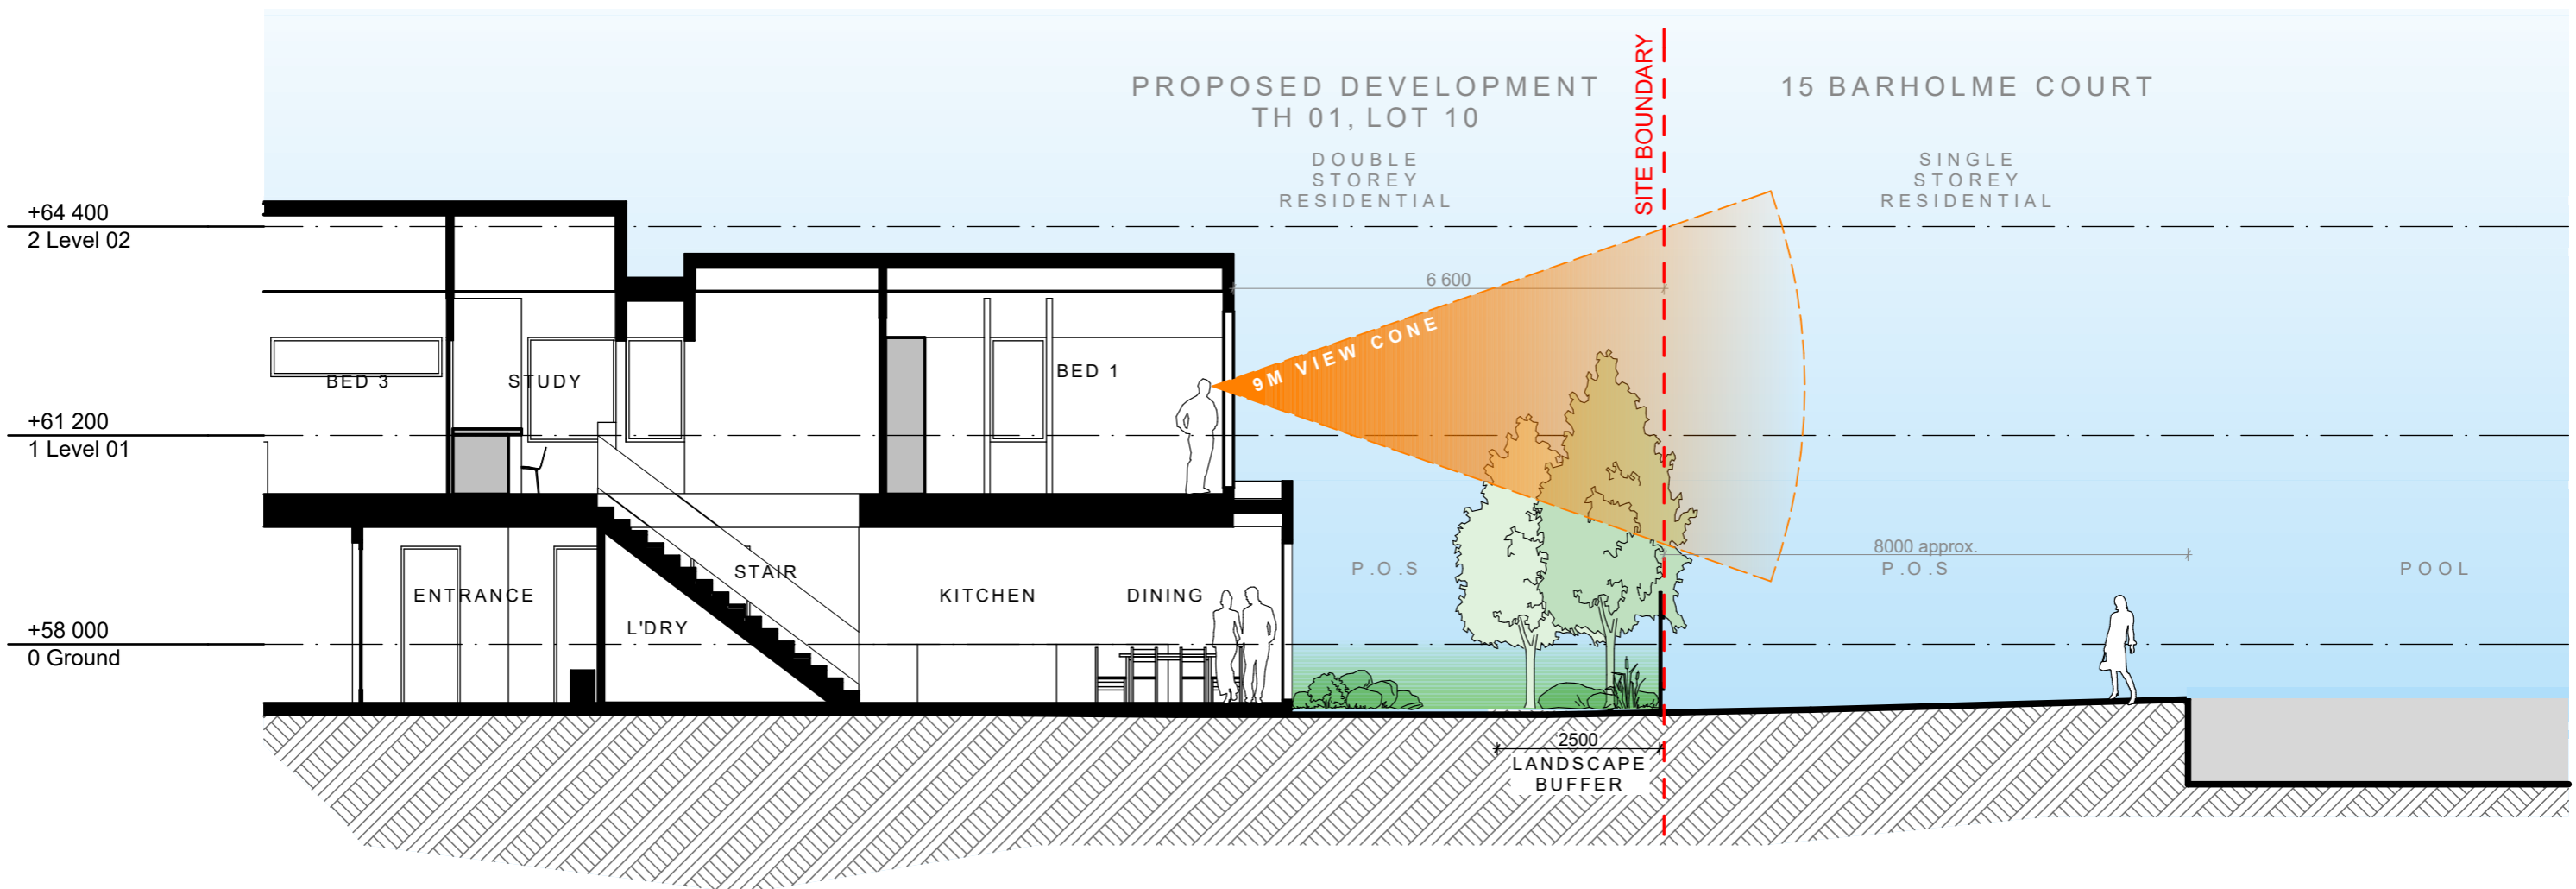 PROPOSED DEVELOPMENT
TH 01, LOT 10
DOUBLE
STOREY
RESIDENTIAL
SITE BOUNDARY
15 BARHOLME COURT
SINGLE
STOREY
RESIDENTIAL
+64 400
2 Level 02
6 600
9M VIEW CONE
BED 3
STUDY
BED 1
+61 200
1 Level 01
8000 approx.
P.O.S
P.O.S
POOL
ENTRANCE
STAIR
L'DRY
KITCHEN
DINING
+58 000
0 Ground
2500
LANDSCAPE
BUFFER